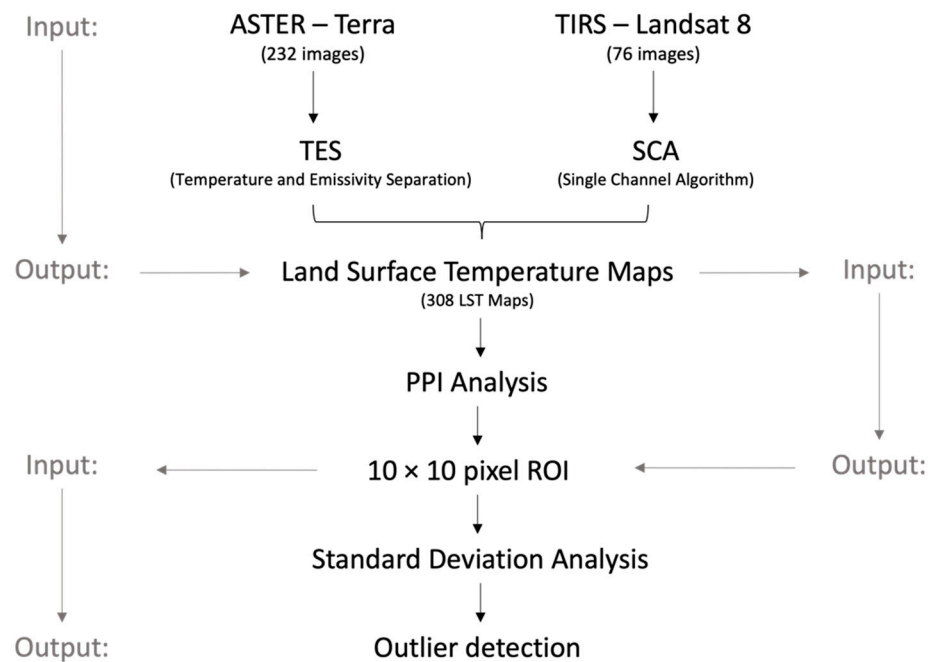 Input:
ASTER – Terra
(232 images)
TIRS – Landsat 8
(76 images)
TES
(Temperature and Emissivity Separation)
SCA
(Single Channel Algorithm)
Output:
Land Surface Temperature Maps
(308 LST Maps)
Input:
PPI Analysis
Input:
10 × 10 pixel ROI
Output:
Standard Deviation Analysis
Output:
Outlier detection